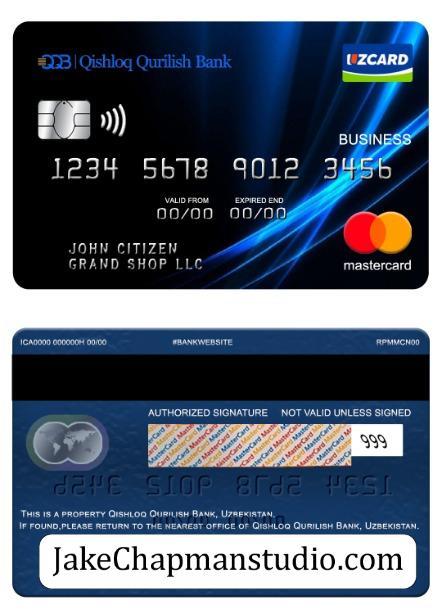 QQB | Qishloq Qurilish Bank
UZCARD
BUSINESS
1234 5678 9012 3456
VALID FROM EXPIRED END
00/00 00/00
JOHN CITIZEN
GRAND SHOP LLC
mastercard
ICA0000 000000H 00/00 #BANKWEBSITE RPMMCN00
AUTHORIZED SIGNATURE NOT VALID UNLESS SIGNED
MasterCard MasterCard MasterCard
999
1234 5678 9012 3456
THIS IS A PROPERTY QISHLOQ QURILISH BANK, UZBEKISTAN.
IF FOUND,PLEASE RETURN TO THE NEAREST OFFICE OF QISHLOQ QURILISH BANK, UZBEKISTAN.
JakeChapmanstudio.com